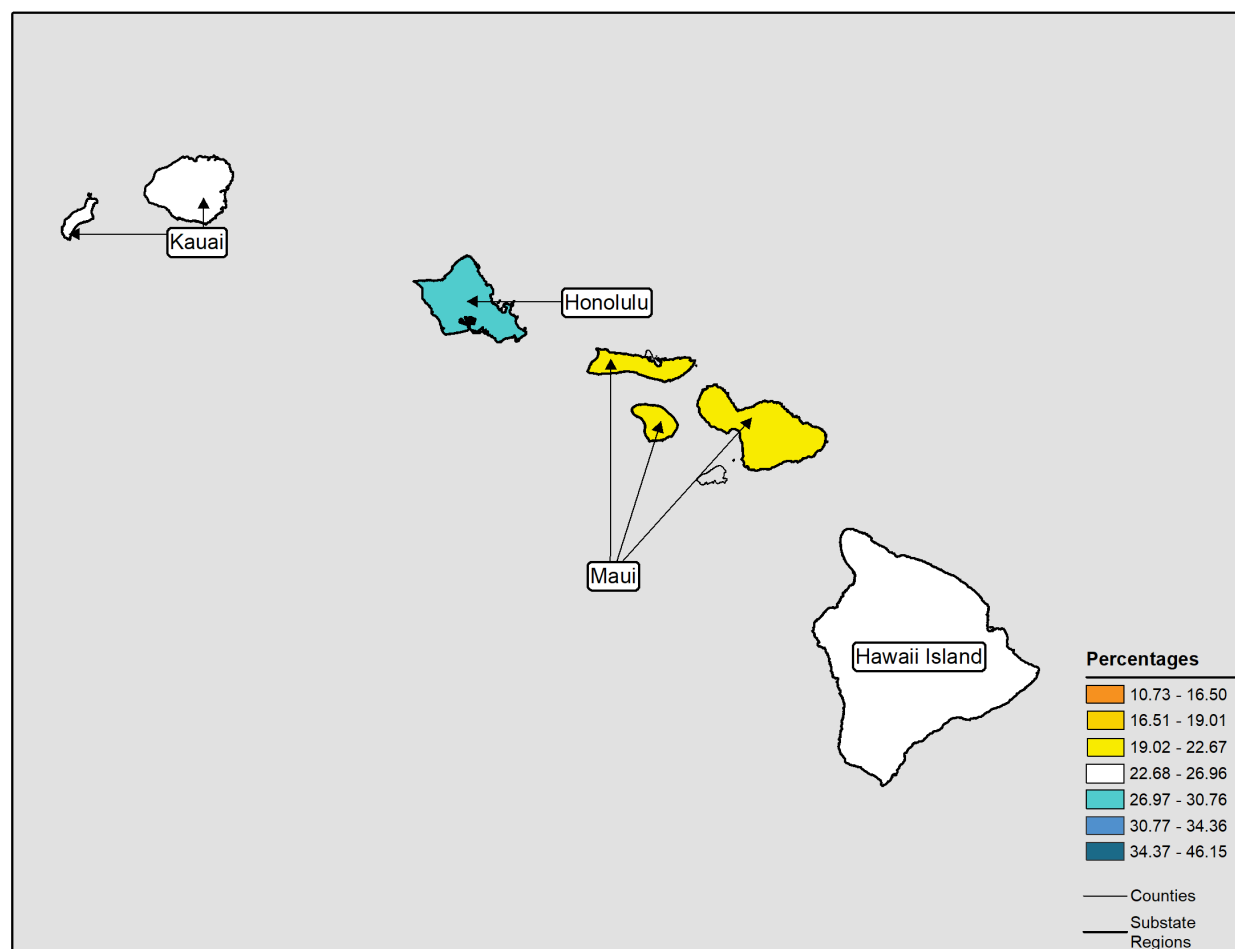 Kauai
Honolulu
Maui
Hawaii Island
Percentages
10.73 - 16.50
16.51 - 19.01
19.02 - 22.67
22.68 - 26.96
26.97 - 30.76
30.77 - 34.36
34.37 - 46.15
Counties
Substate
Regions